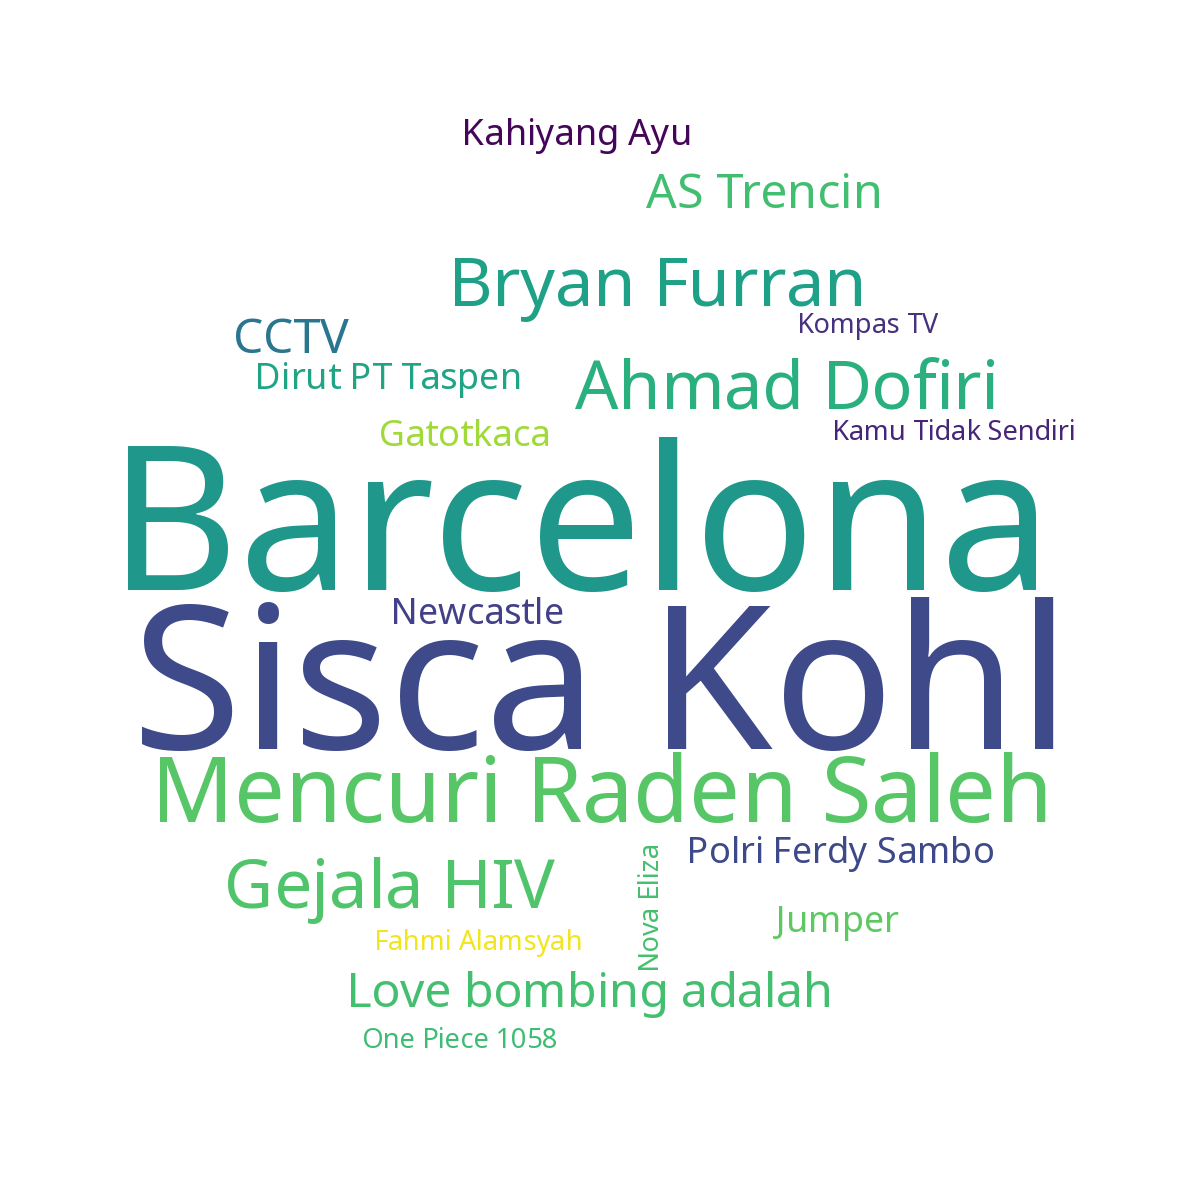 Kahiyang Ayu
AS Trencin
Bryan Furran
Kompas TV
CCTV
Dirut PT Taspen
Ahmad Dofiri
Gatotkaca
Kamu Tidak Sendiri
Barcelona
Newcastle
Sisca Kohl
Mencuri Raden Saleh
Polri Ferdy Sambo
Gejala HIV
Nova Eliza
Jumper
Fahmi Alamsyah
Love bombing adalah
One Piece 1058